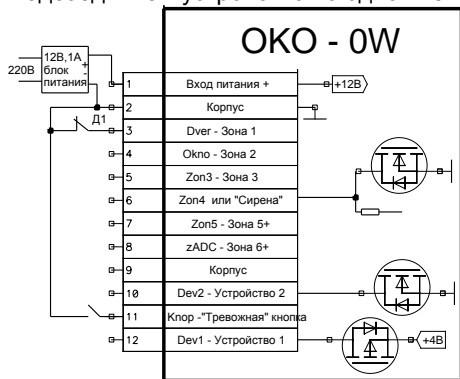 OKO - 0W
12В,1А
блок
питания
+
-
220В
Д1
1 Вход питания + +12В
2 Корпус
3 Dver - Зона 1
4 Okno - Зона 2
5 Zon3 - Зона 3
6 Zon4 или "Сирена"
7 Zon5 - Зона 5+
8 zADC - Зона 6+
9 Корпус
10 Dev2 - Устройство 2
11 Knop -"Тревожная" кнопка
12 Dev1 - Устройство 1 +4В